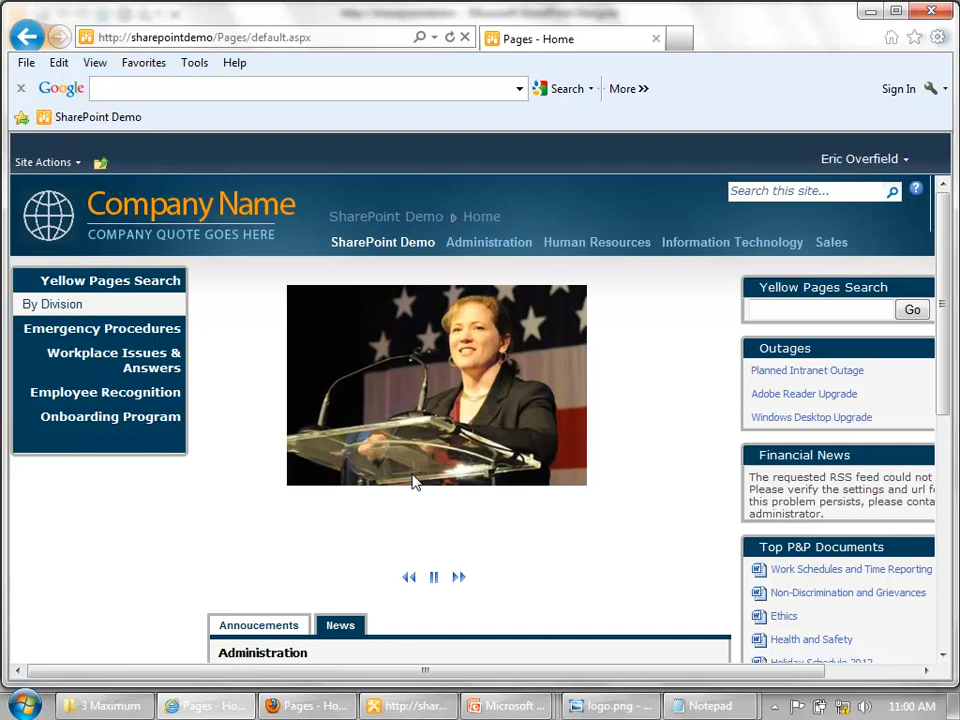 http://sharepointdemo/Pages/default.aspx
Pages - Home
File Edit View Favorites Tools Help
Google Search More »
Sign In
SharePoint Demo
Site Actions
Eric Overfield
Company Name
COMPANY QUOTE GOES HERE
SharePoint Demo Home
Search this site...
SharePoint Demo Administration Human Resources Information Technology Sales
Yellow Pages Search
By Division
Emergency Procedures
Workplace Issues &
Answers
Employee Recognition
Onboarding Program
Yellow Pages Search
Go
Outages
Planned Intranet Outage
Adobe Reader Upgrade
Windows Desktop Upgrade
Financial News
The requested RSS feed could not
Please verify the settings and url f
this problem persists, please conta
administrator.
Top P&P Documents
Work Schedules and Time Reporting
Non-Discrimination and Grievances
Ethics
Health and Safety
Holiday Schedule 2012
Annoucements News
Administration
3 Maximum
Pages - Ho...
Pages - Ho...
http://shar...
Microsoft ...
logo.png - ...
Notepad
11:00 AM